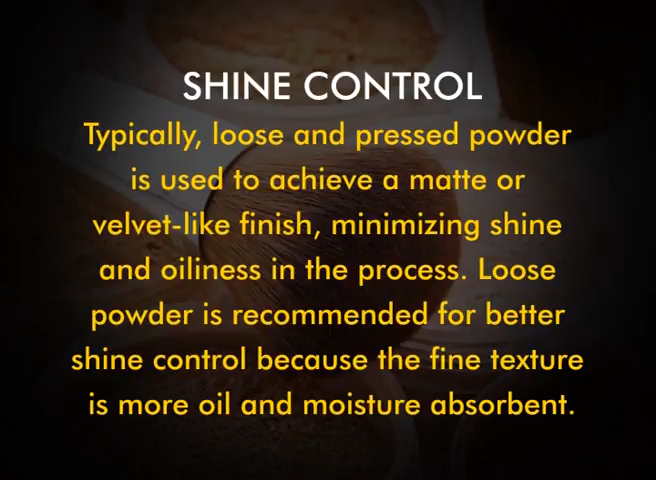 SHINE CONTROL
Typically, loose and pressed powder
is used to achieve a matte or
velvet-like finish, minimizing shine
and oiliness in the process. Loose
powder is recommended for better
shine control because the fine texture
is more oil and moisture absorbent.